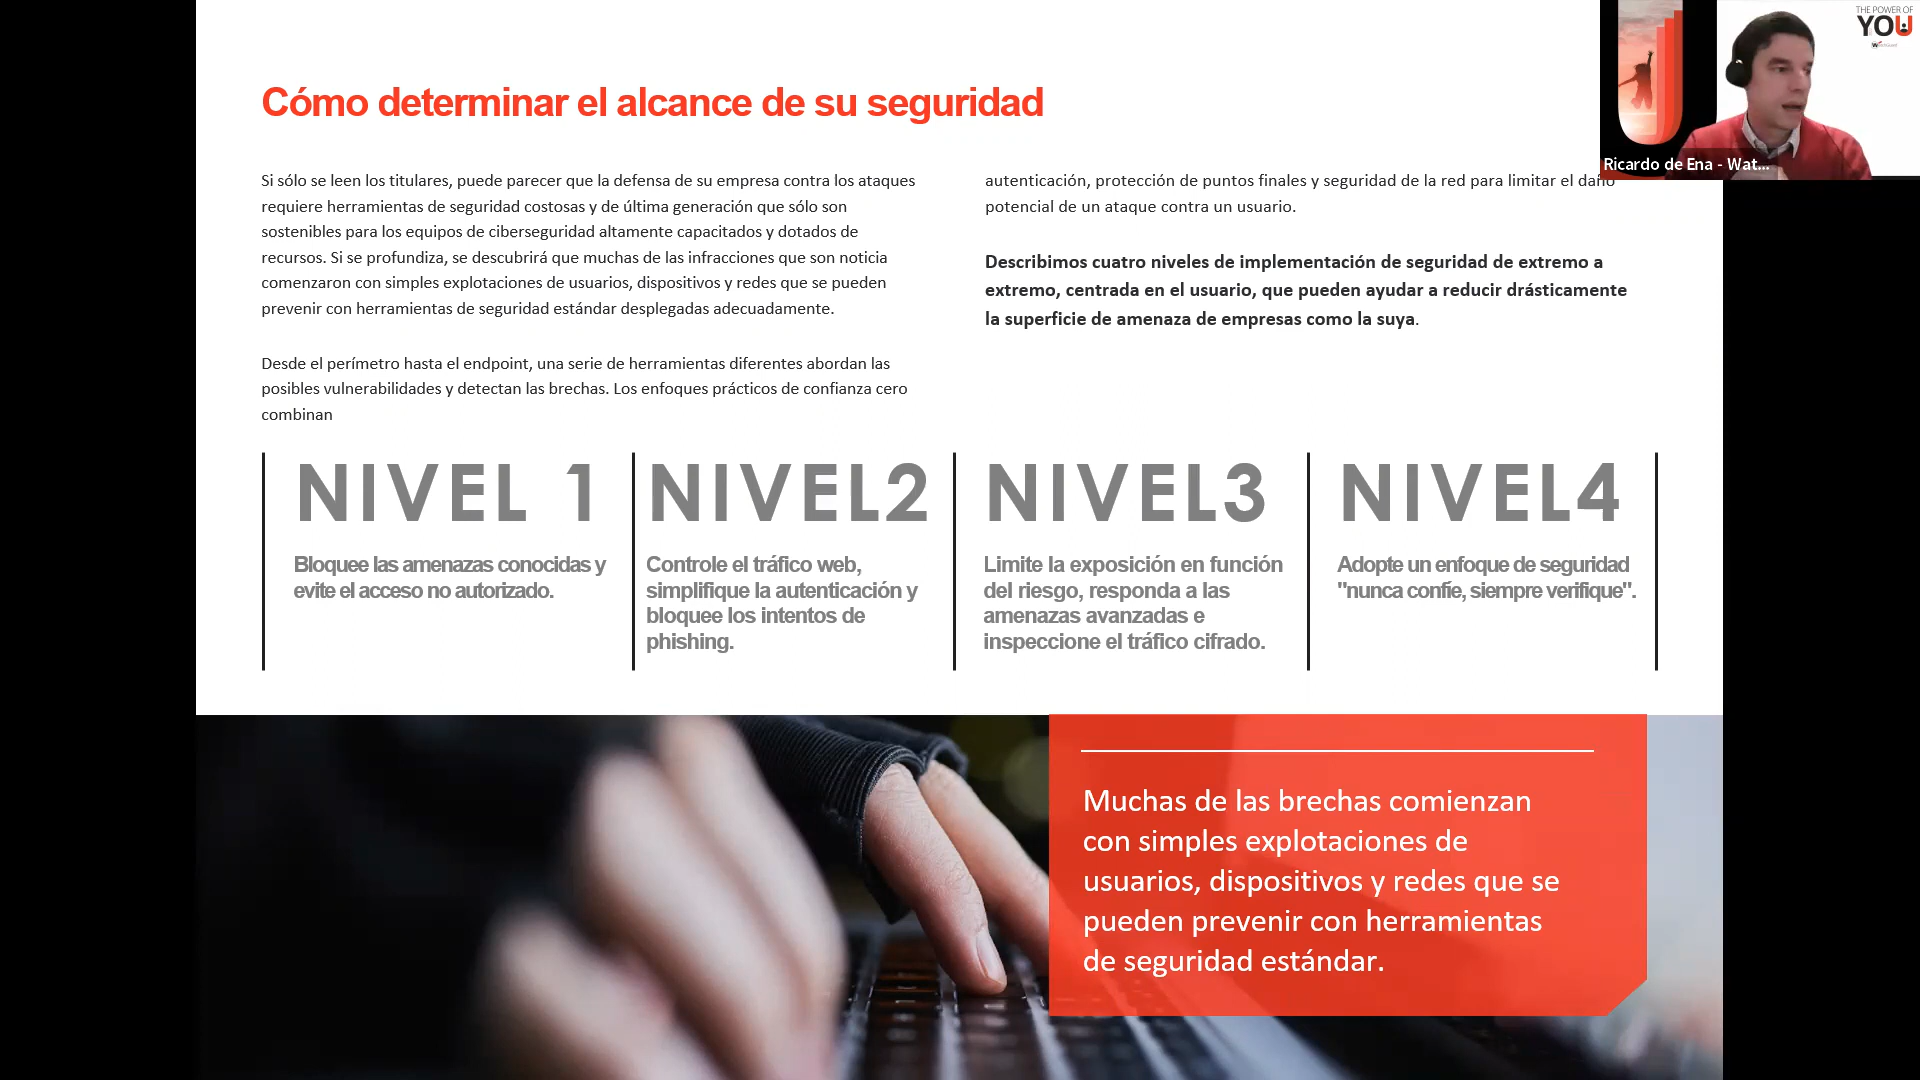 THE POWER OF
YOU
Ricardo de Ena - Wat...
Cómo determinar el alcance de su seguridad
Si sólo se leen los titulares, puede parecer que la defensa de su empresa contra los ataques
requiere herramientas de seguridad costosas y de última generación que sólo son
sostenibles para los equipos de ciberseguridad altamente capacitados y dotados de
recursos. Si se profundiza, se descubrirá que muchas de las infracciones que son noticia
comenzaron con simples explotaciones de usuarios, dispositivos y redes que se pueden
prevenir con herramientas de seguridad estándar desplegadas adecuadamente.
Desde el perímetro hasta el endpoint, una serie de herramientas diferentes abordan las
posibles vulnerabilidades y detectan las brechas. Los enfoques prácticos de confianza cero
combinan
autenticación, protección de puntos finales y seguridad de la red para limitar el daño
potencial de un ataque contra un usuario.
Describimos cuatro niveles de implementación de seguridad de extremo a
extremo, centrada en el usuario, que pueden ayudar a reducir drásticamente
la superficie de amenaza de empresas como la suya.
NIVEL 1
Bloquee las amenazas conocidas y
evite el acceso no autorizado.
NIVEL2
Controle el tráfico web,
simplifique la autenticación y
bloquee los intentos de
phishing.
NIVEL3
Limite la exposición en función
del riesgo, responda a las
amenazas avanzadas e
inspeccione el tráfico cifrado.
NIVEL4
Adopte un enfoque de seguridad
"nunca confíe, siempre verifique".
Muchas de las brechas comienzan
con simples explotaciones de
usuarios, dispositivos y redes que se
pueden prevenir con herramientas
de seguridad estándar.